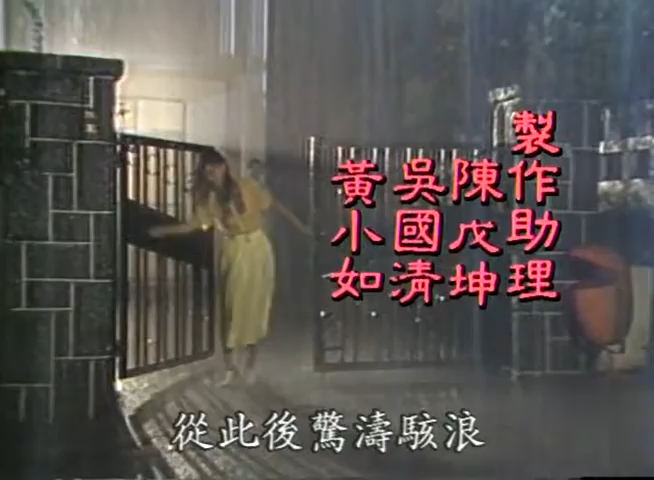 製作助理
陳戊坤
吳國清
黃小如
從此後驚濤駭浪